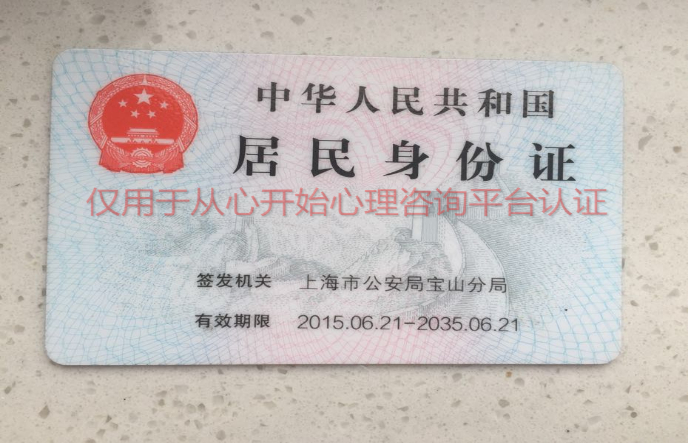 中华人民共和国
居民身份证
仅用于从心开始心理咨询平台认证
签发机关 上海市公安局宝山分局
有效期限 2015.06.21-2035.06.21